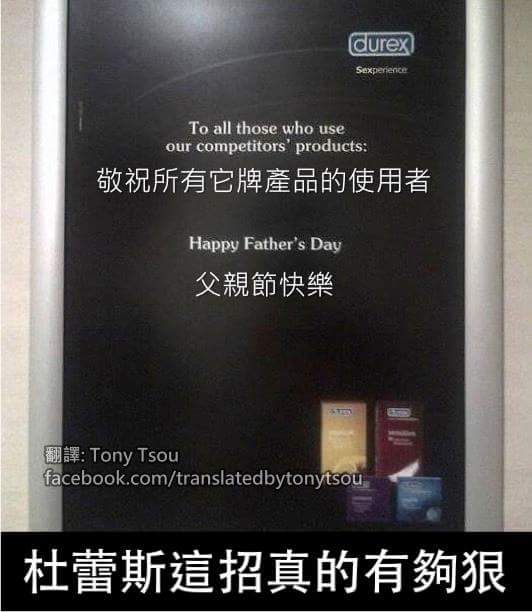 durex
Sexperience
To all those who use
our competitors' products:
敬祝所有它牌產品的使用者
Happy Father's Day
父親節快樂
durex
durex
翻譯: Tony Tsou
facebook.com/translatedbytonytsou
杜蕾斯這招真的有夠狠